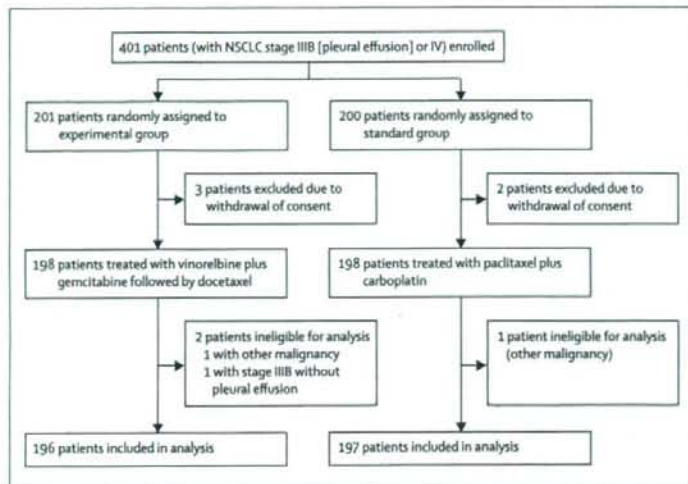 401 patients (with NSCLC stage IIIB [pleural effusion] or IV) enrolled
201 patients randomly assigned to
experimental group
200 patients randomly assigned to
standard group
3 patients excluded due to
withdrawal of consent
2 patients excluded due to
withdrawal of consent
198 patients treated with vinorelbine plus
gemcitabine followed by docetaxel
198 patients treated with paclitaxel plus
carboplatin
2 patients ineligible for analysis
1 with other malignancy
1 with stage IIIB without
pleural effusion
1 patient ineligible for analysis
(other malignancy)
196 patients included in analysis
197 patients included in analysis